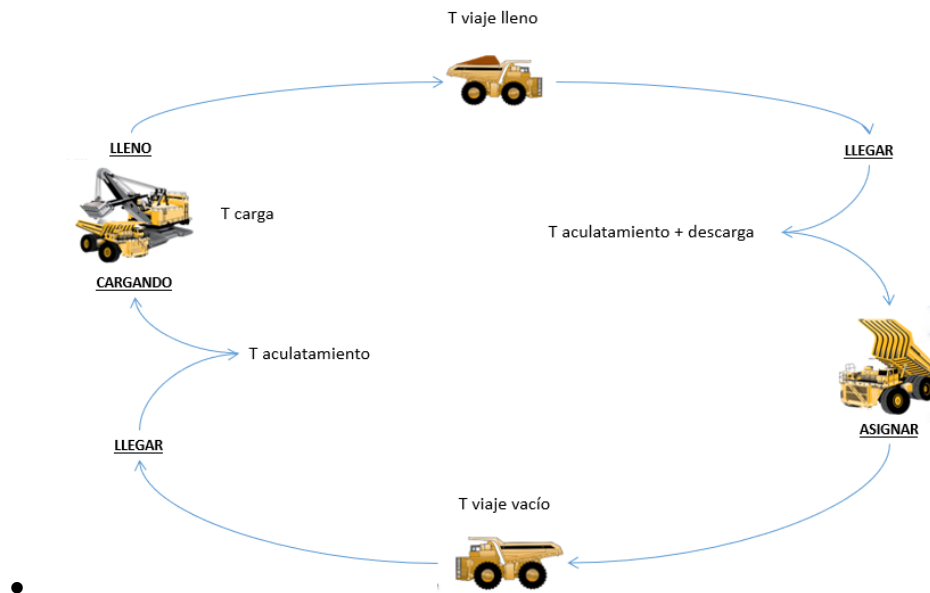 T viaje lleno
LLENO
LLEGAR
T carga
T aculatamiento + descarga
CARGANDO
T aculatamiento
ASIGNAR
LLEGAR
T viaje vacío